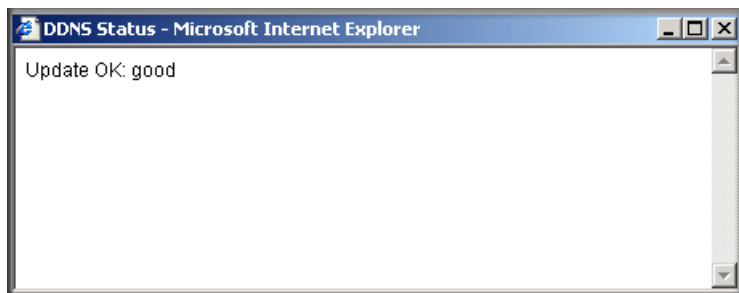 DDNS Status - Microsoft Internet Explorer
Update OK: good